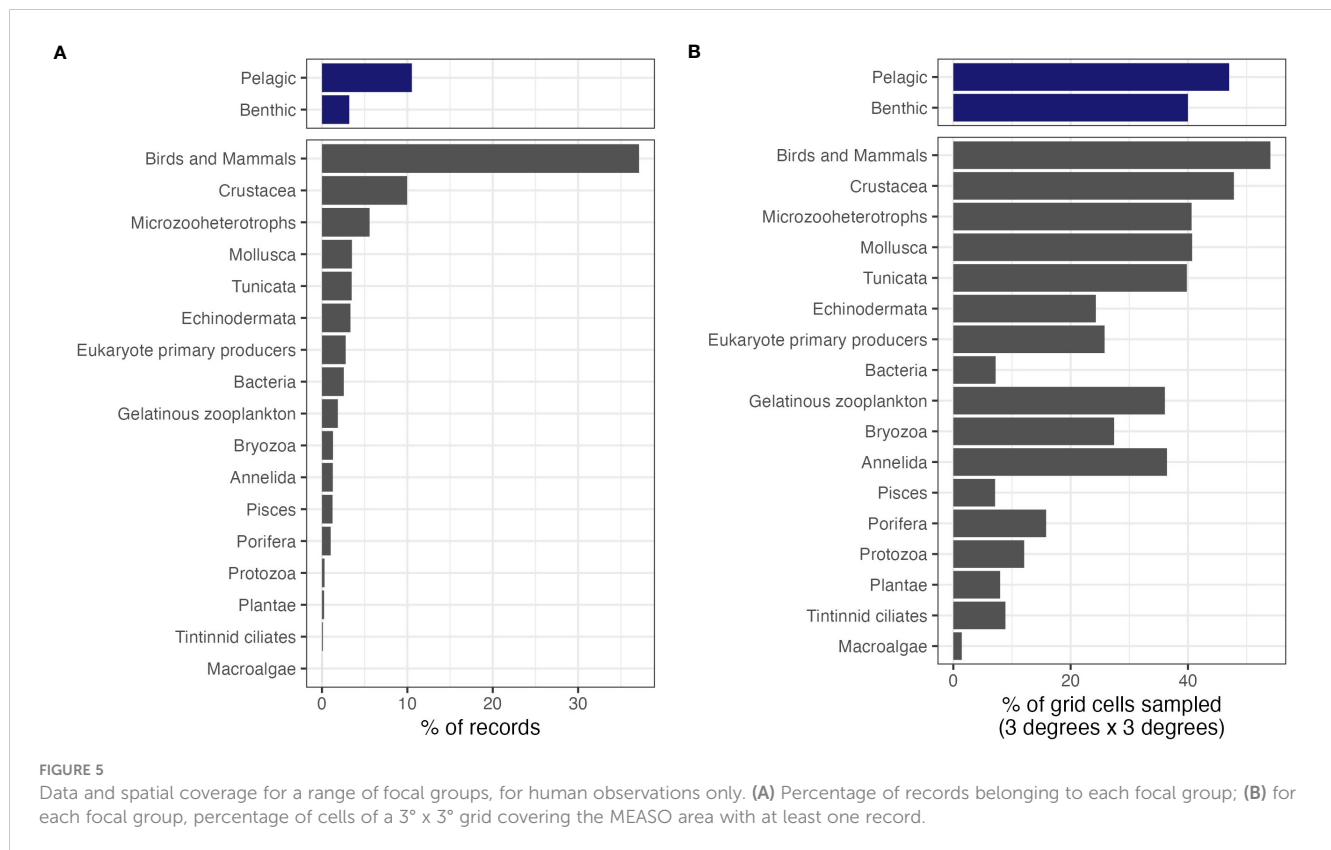 A
Pelagic
Benthic
Birds and Mammals
Crustacea
Microzooheterotrophs
Mollusca
Tunicata
Echinodermata
Eukaryote primary producers
Bacteria
Gelatinous zooplankton
Bryozoa
Annelida
Pisces
Porifera
Protozoa
Plantae
Tintinnid ciliates
Macroalgae
0 10 20 30
% of records
B
Pelagic
Benthic
Birds and Mammals
Crustacea
Microzooheterotrophs
Mollusca
Tunicata
Echinodermata
Eukaryote primary producers
Bacteria
Gelatinous zooplankton
Bryozoa
Annelida
Pisces
Porifera
Protozoa
Plantae
Tintinnid ciliates
Macroalgae
0 20 40
% of grid cells sampled
(3 degrees x 3 degrees)
FIGURE 5
Data and spatial coverage for a range of focal groups, for human observations only. (A) Percentage of records belonging to each focal group; (B) for
each focal group, percentage of cells of a 3° x 3° grid covering the MEASO area with at least one record.